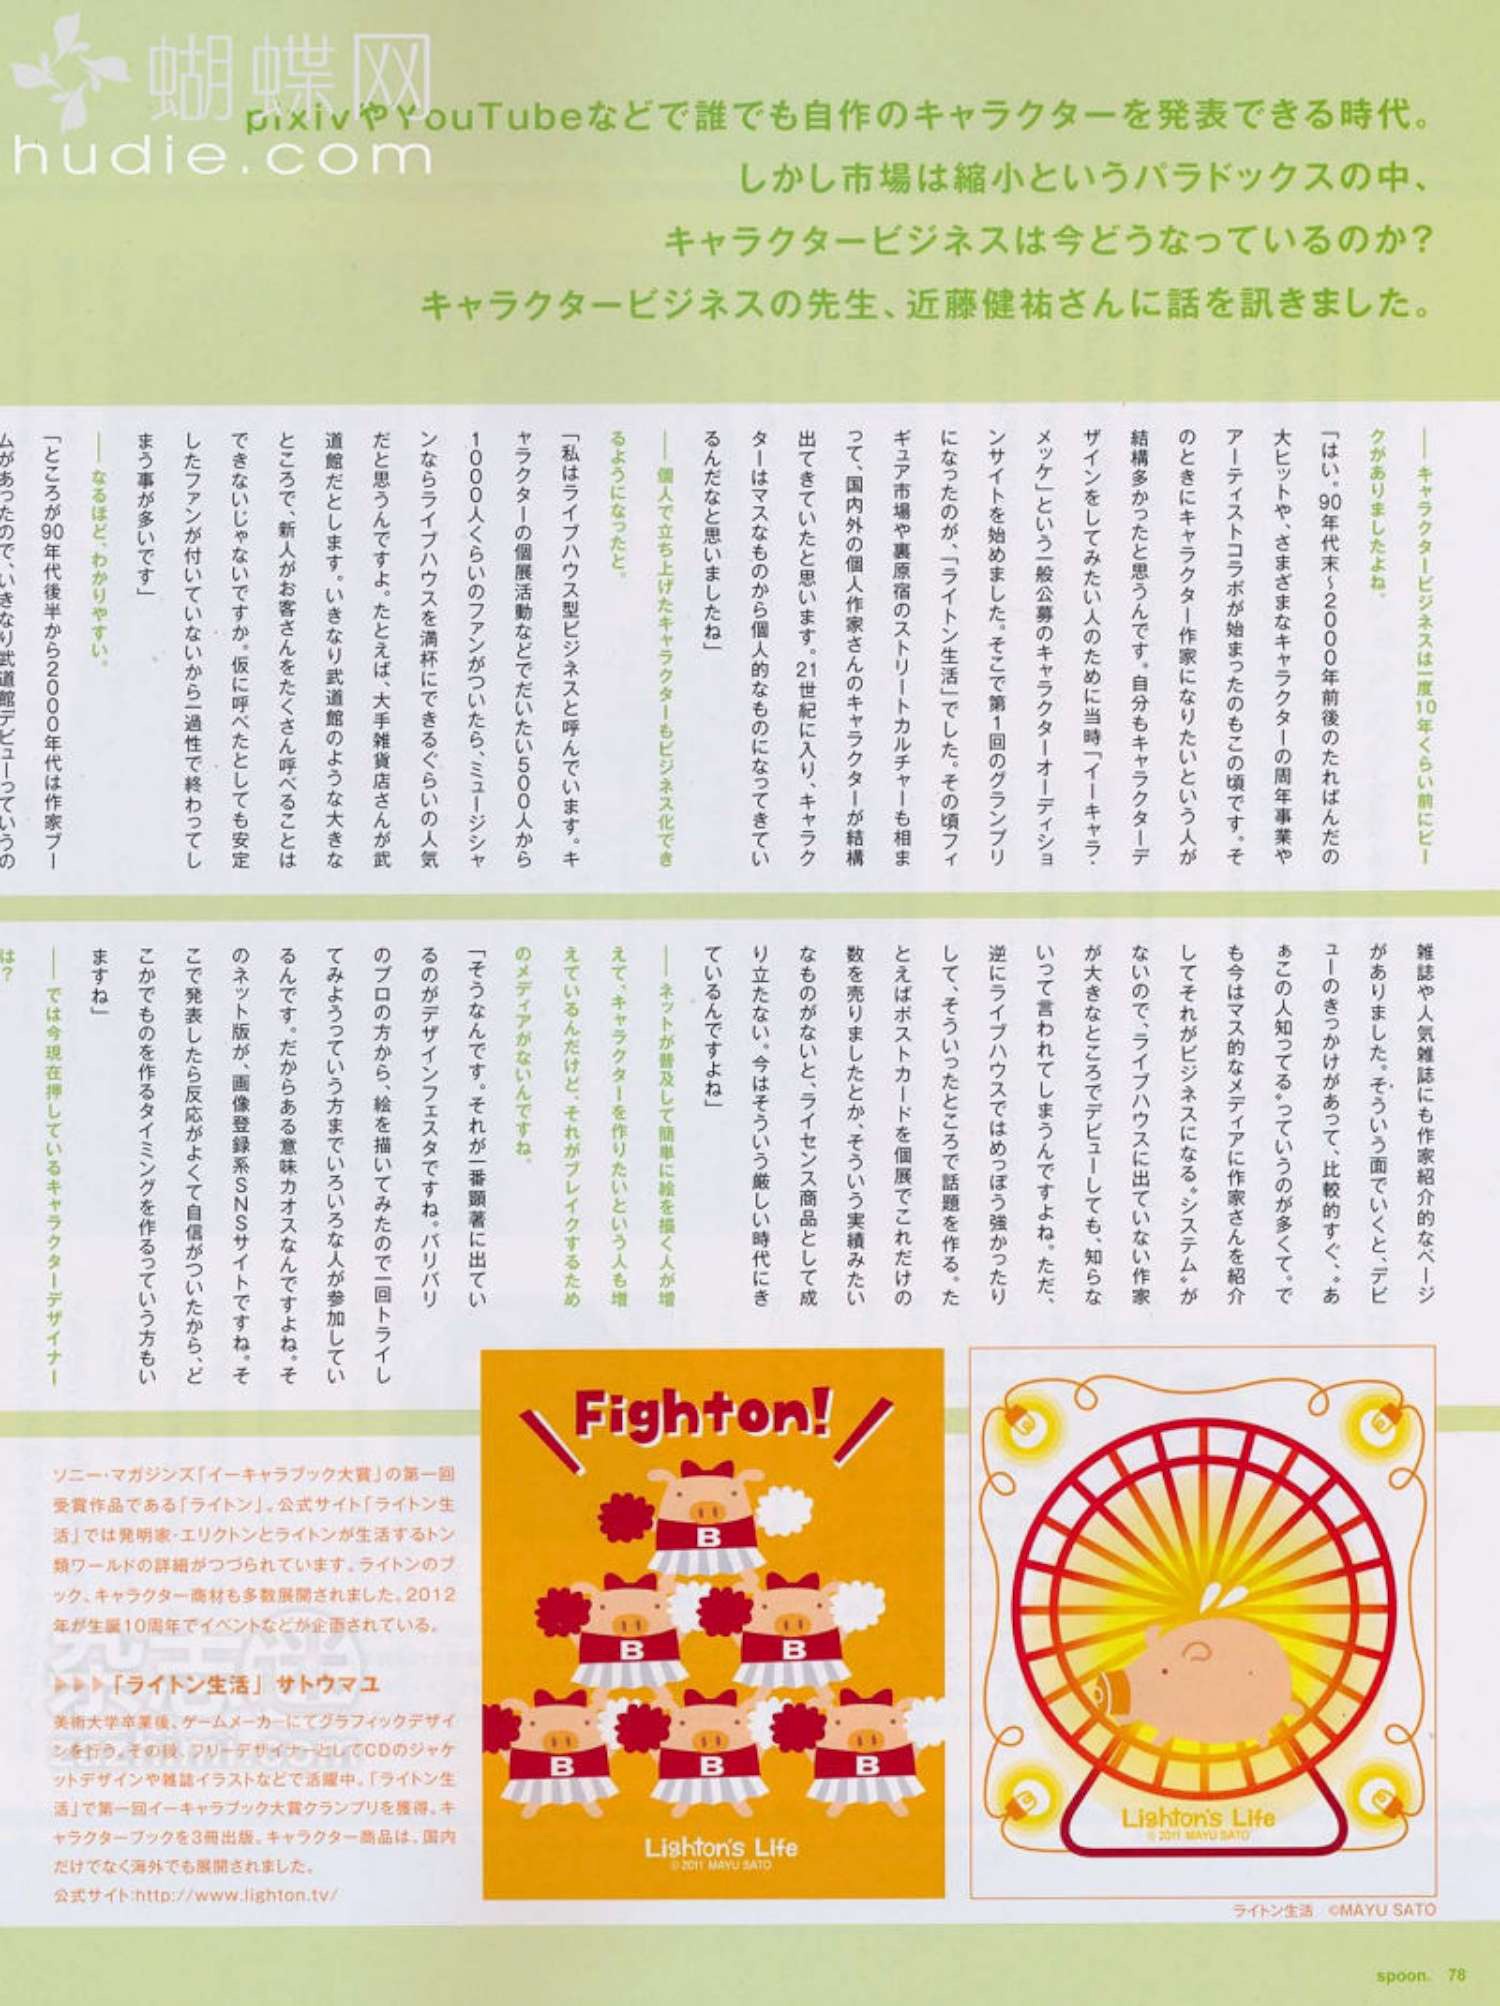 蝴蝶网
hudie.com
pixivやYouTubeなどで誰でも自作のキャラクターを発表できる時代。
しかし市場は縮小というパラドックスの中、
キャラクタービジネスは今どうなっているのか?
キャラクタービジネスの先生、近藤健祐さんに話を訊きました。
── キャラクタービジネスは一度10年くらい前にピー
クがありましたよね。
「はい。90年代末〜2000年前後のたればんだの
大ヒットや、さまざまなキャラクターの周年事業や
アーティストコラボが始まったのもこの頃です。そ
のときにキャラクター作家になりたいという人が
結構多かったと思うんです。自分もキャラクターデ
ザインをしてみたい人のために当時「イーキャラ・
メッケ」という一般公募のキャラクターオーディショ
ンサイトを始めました。そこで第1回のグランプリ
になったのが、「ライトン生活」でした。その頃フィ
ギュア市場や裏原宿のストリートカルチャーも相ま
って、国内外の個人作家さんのキャラクターが結構
出てきていたと思います。21世紀に入り、キャラク
ターはマスなものから個人的なものになってきてい
るんだなと思いましたね」
── 個人で立ち上げたキャラクターもビジネス化でき
るようになったと。
「私はライブハウス型ビジネスと呼んでいます。キ
ャラクターの個展活動などでだいたい500人から
1000人くらいのファンがついたら、ミュージシャ
ンならライブハウスを満杯にできるぐらいの人気
だと思うんですよ。たとえば、大手雑貨店さんが武
道館だとします。いきなり武道館のような大きな
ところで、新人がお客さんをたくさん呼べることは
できないじゃないですか。仮に呼べたとしても安定
したファンが付いていないから一過性で終わってし
まう事が多いです」
── なるほど、わかりやすい。
「ところが90年代後半から2000年代は作家ブー
ムがあったので、いきなり武道館デビューっていうの
雑誌や人気雑誌にも作家紹介的なページ
がありました。そういう面でいくと、デビ
ューのきっかけがあって、比較的すぐ、“あ
あこの人知ってる”っていうのが多くて。で
も今はマス的なメディアに作家さんを紹介
してそれがビジネスになる“システム”が
ないので、ライブハウスに出ていない作家
が大きなところでデビューしても、知らな
いって言われてしまうんですよね。ただ、
逆にライブハウスではめっぽう強かったり
して、そういったところで話題を作る。た
とえばポストカードを個展でこれだけの
数を売りましたとか、そういう実績みたい
なものがないと、ライセンス商品として成
り立たない。今はそういう厳しい時代にき
ているんですよね」
── ネットが普及して簡単に絵を描く人が増
えて、キャラクターを作りたいという人も増
えているんだけど、それがブレイクするため
のメディアがないんですね。
「そうなんです。それが一番顕著に出てい
るのがデザインフェスタですね。バリバリ
のプロの方から、絵を描いてみたので一回トライし
てみようっていう方までいろいろな人が参加してい
るんです。だからある意味カオスなんですよね。そ
のネット版が、画像登録系SNSサイトですね。そ
こで発表したら反応がよくて自信がついたから、ど
こかでものを作るタイミングを作るっていう方もい
ますね」
── では今現在押しているキャラクターデザイナー
は?
Fighton!
B
B
B
B
B
B
Lighton's Life
©2011 MAYU SATO
Lighton's Life
©2011 MAYU SATO
ライトン生活 ©MAYU SATO
ソニー・マガジンズ「イーキャラブック大賞」の第一回
受賞作品である「ライトン」。公式サイト「ライトン生
活」では発明家・エリクトンとライトンが生活するトン
類ワールドの詳細がつづられています。ライトンのブ
ック、キャラクター商材も多数展開されました。2012
年が生誕10周年でイベントなどが企画されている。
▶▶▶「ライトン生活」サトウマユ
美術大学卒業後、ゲームメーカーにてグラフィックデザイ
ンを行う。その後、フリーデザイナーとしてCDのジャケ
ットデザインや雑誌イラストなどで活躍中。「ライトン生
活」で第一回イーキャラブック大賞グランプリを獲得。キ
ャラクターブックを3冊出版。キャラクター商品は、国内
だけでなく海外でも展開されました。
公式サイト:http://www.lighton.tv/
spoon. 78